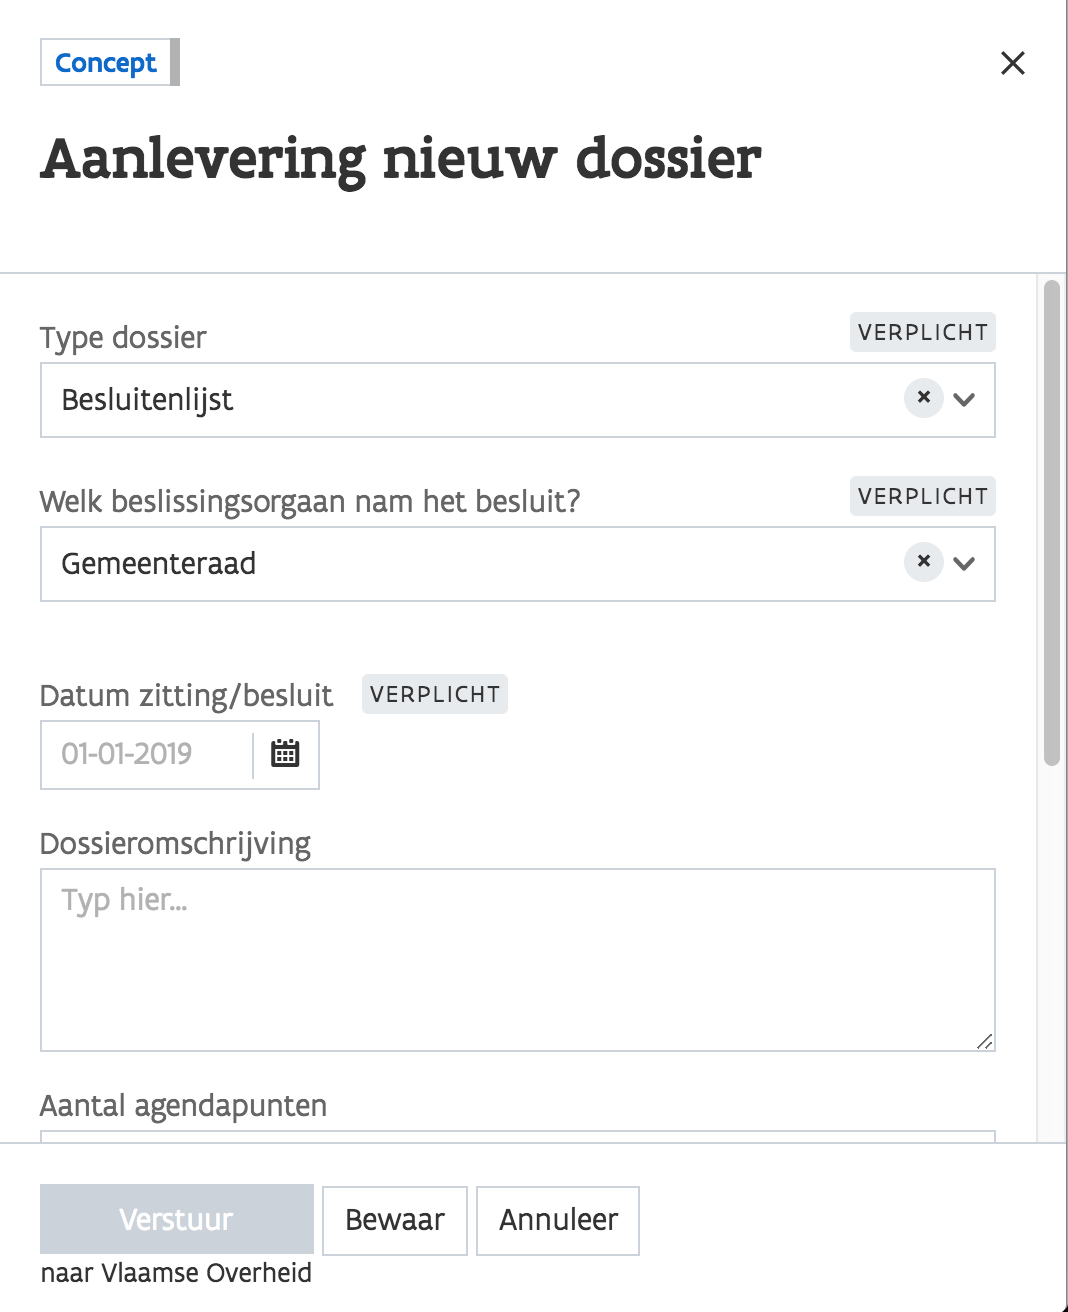 Concept
Aanlevering nieuw dossier
Type dossier VERPLICHT
Besluitenlijst
Welk beslissingsorgaan nam het besluit? VERPLICHT
Gemeenteraad
Datum zitting/besluit VERPLICHT
01-01-2019
Dossieromschrijving
Typ hier...
Aantal agendapunten
Verstuur Bewaar Annuleer
naar Vlaamse Overheid